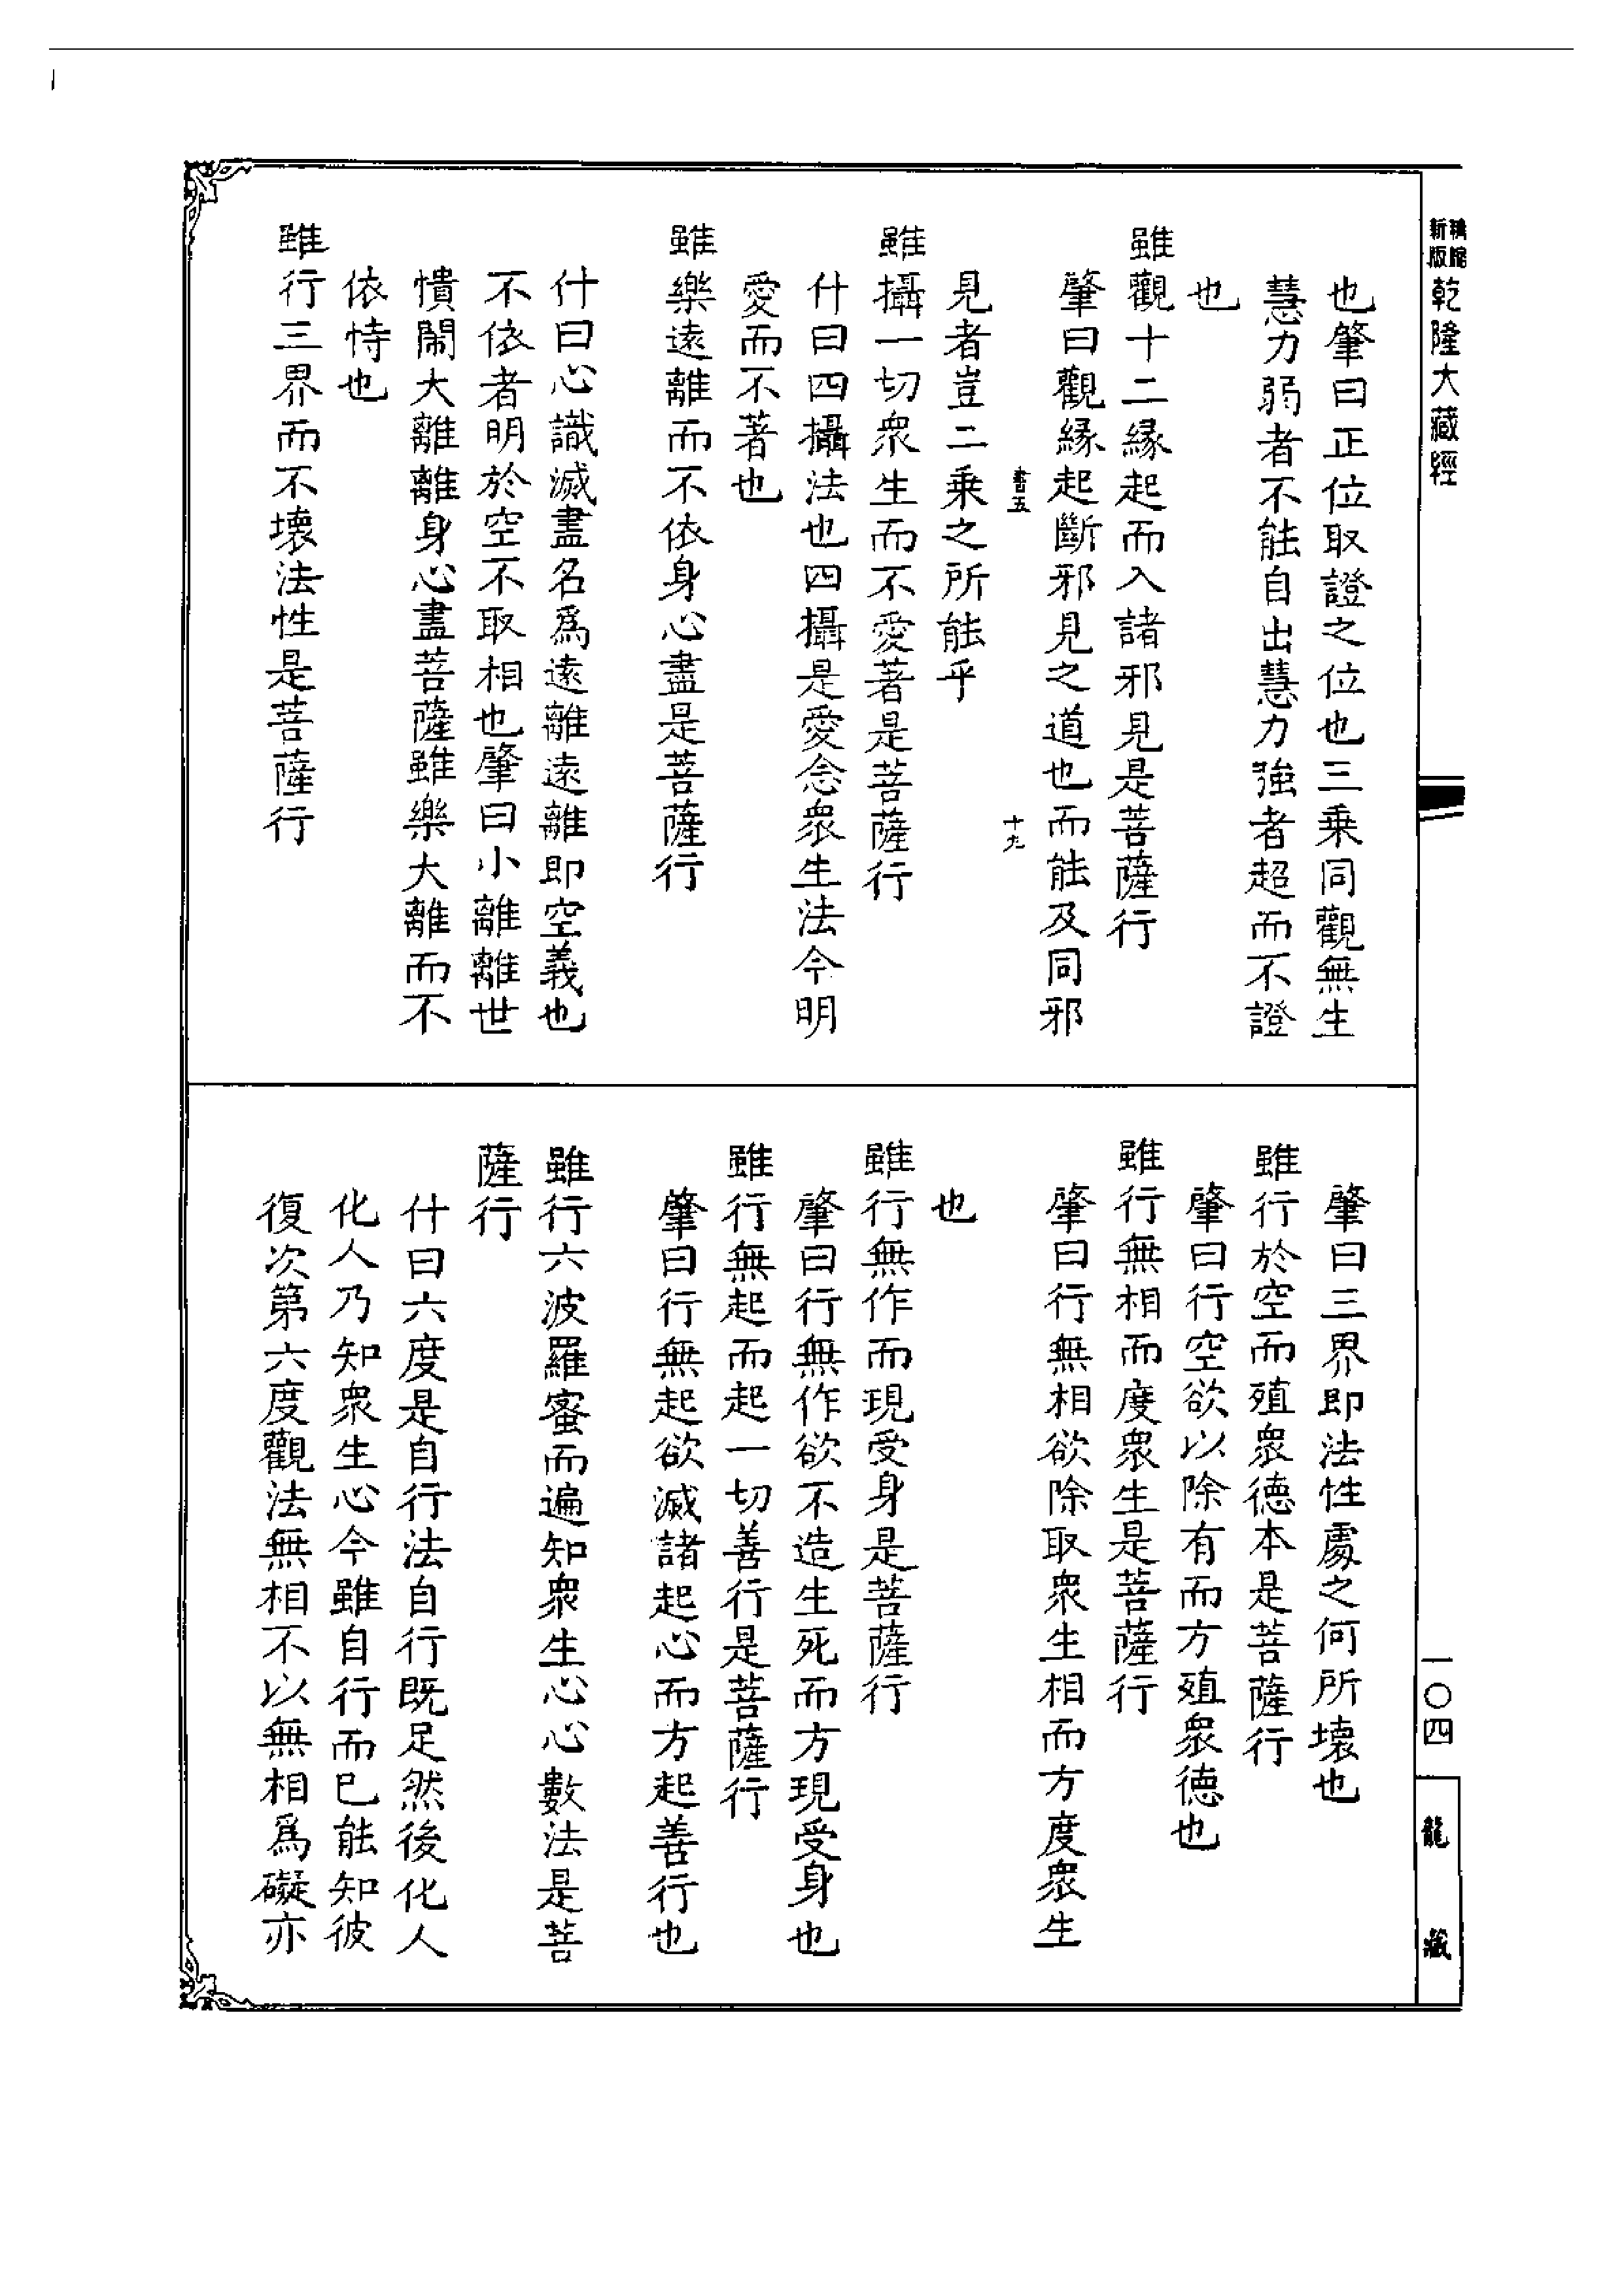 新版
乾隆大藏經
也肇曰正位取證之位也三乗同觀無生
慧力弱者不能自出慧力強者超而不證
也
雖觀十二緣起而入諸邪見是菩薩行
肇曰觀緣起斷邪見之道也而能及同邪
書五
十九
見者豈二乗之所能乎
雖攝一切衆生而不愛著是菩薩行
什曰四攝法也四攝是愛念衆生法今明
愛而不著也
雖樂遠離而不依身心盡是菩薩行
什曰心識滅盡名爲遠離遠離即空義也
不依者明於空不取相也肇曰小離離世
憒閙大離離身心盡菩薩雖樂大離而不
依恃也
雖行三界而不壞法性是菩薩行
肇曰三界即法性處之何所壞也
雖行於空而殖衆德本是菩薩行
肇曰行空欲以除有而方殖衆德也
雖行無相而度衆生是菩薩行
肇曰行無相欲除取衆生相而方度衆生
也
雖行無作而現受身是菩薩行
肇曰行無作欲不造生死而方現受身也
雖行無起而起一切善行是菩薩行
肇曰行無起欲滅諸起心而方起善行也
雖行六波羅蜜而遍知衆生心心數法是菩
薩行
什曰六度是自行法自行既足然後化人
化人乃知衆生心今雖自行而已能知彼
復次第六度觀法無相不以無相爲礙亦
一〇四
龍藏